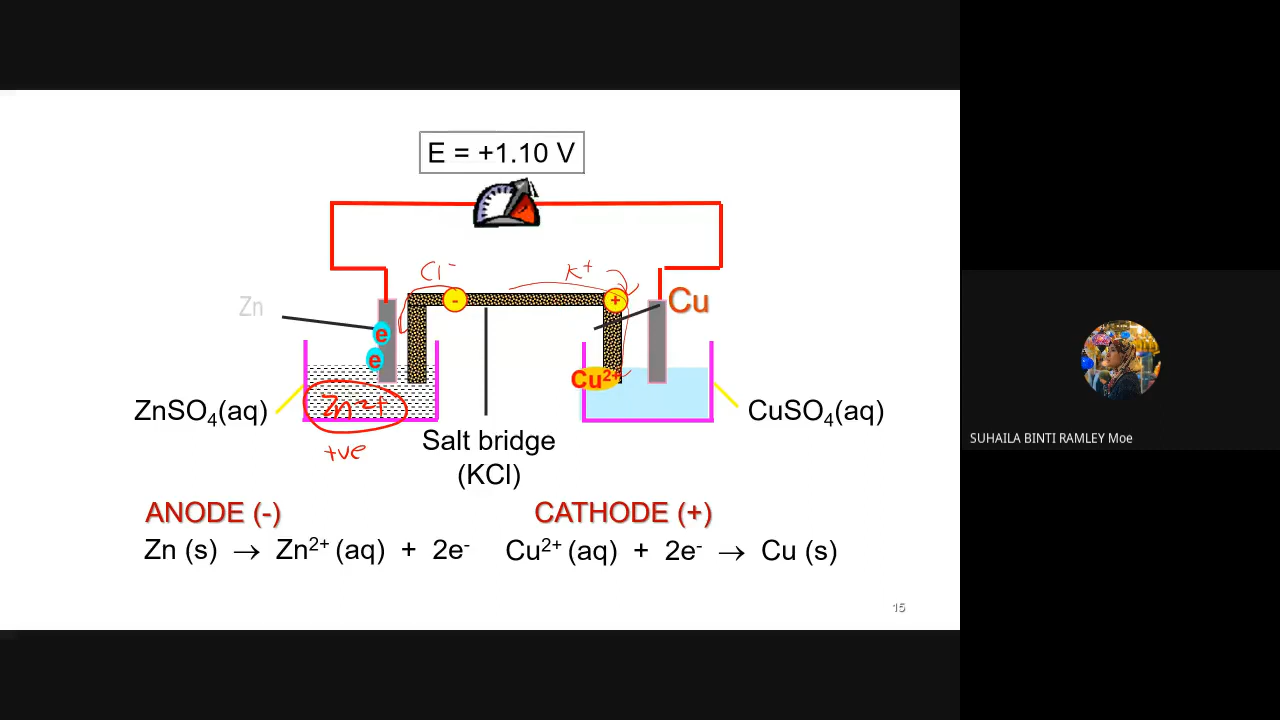 E = +1.10 V
Cl⁻
K⁺
-
+
Zn
Cu
e
e
Cu²⁺
Zn²⁺
ZnSO₄(aq)
CuSO₄(aq)
+ve
Salt bridge
(KCl)
ANODE (-)
CATHODE (+)
Zn (s) → Zn²⁺ (aq) + 2e⁻
Cu²⁺ (aq) + 2e⁻ → Cu (s)
15
SUHAILA BINTI RAMLEY Moe